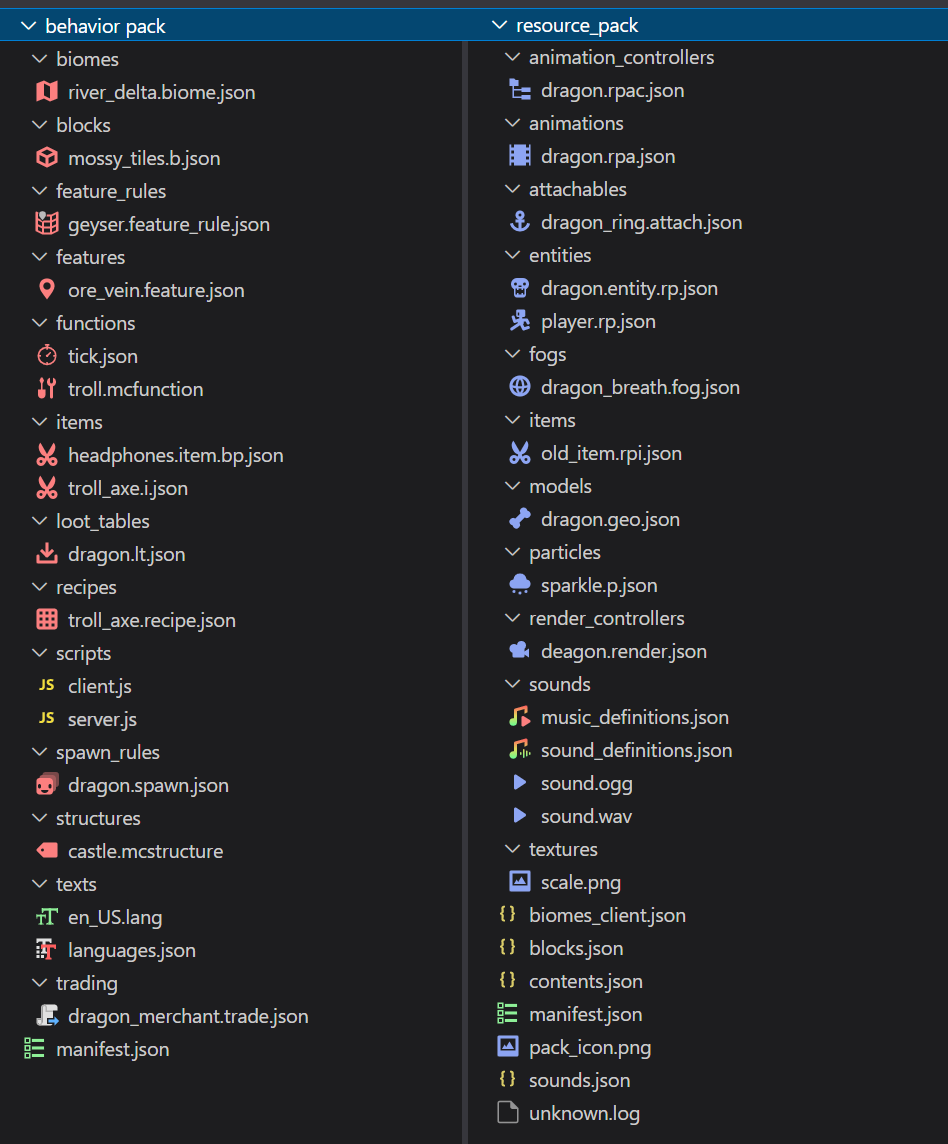 behavior pack
biomes
river_delta.biome.json
blocks
mossy_tiles.b.json
feature_rules
geyser.feature_rule.json
features
ore_vein.feature.json
functions
tick.json
troll.mcfunction
items
headphones.item.bp.json
troll_axe.i.json
loot_tables
dragon.lt.json
recipes
troll_axe.recipe.json
scripts
JS client.js
JS server.js
spawn_rules
dragon.spawn.json
structures
castle.mcstructure
texts
en_US.lang
languages.json
trading
dragon_merchant.trade.json
manifest.json
resource_pack
animation_controllers
dragon.rpac.json
animations
dragon.rpa.json
attachables
dragon_ring.attach.json
entities
dragon.entity.rp.json
player.rp.json
fogs
dragon_breath.fog.json
items
old_item.rpi.json
models
dragon.geo.json
particles
sparkle.p.json
render_controllers
deagon.render.json
sounds
music_definitions.json
sound_definitions.json
sound.ogg
sound.wav
textures
scale.png
{} biomes_client.json
{} blocks.json
{} contents.json
manifest.json
pack_icon.png
{} sounds.json
unknown.log